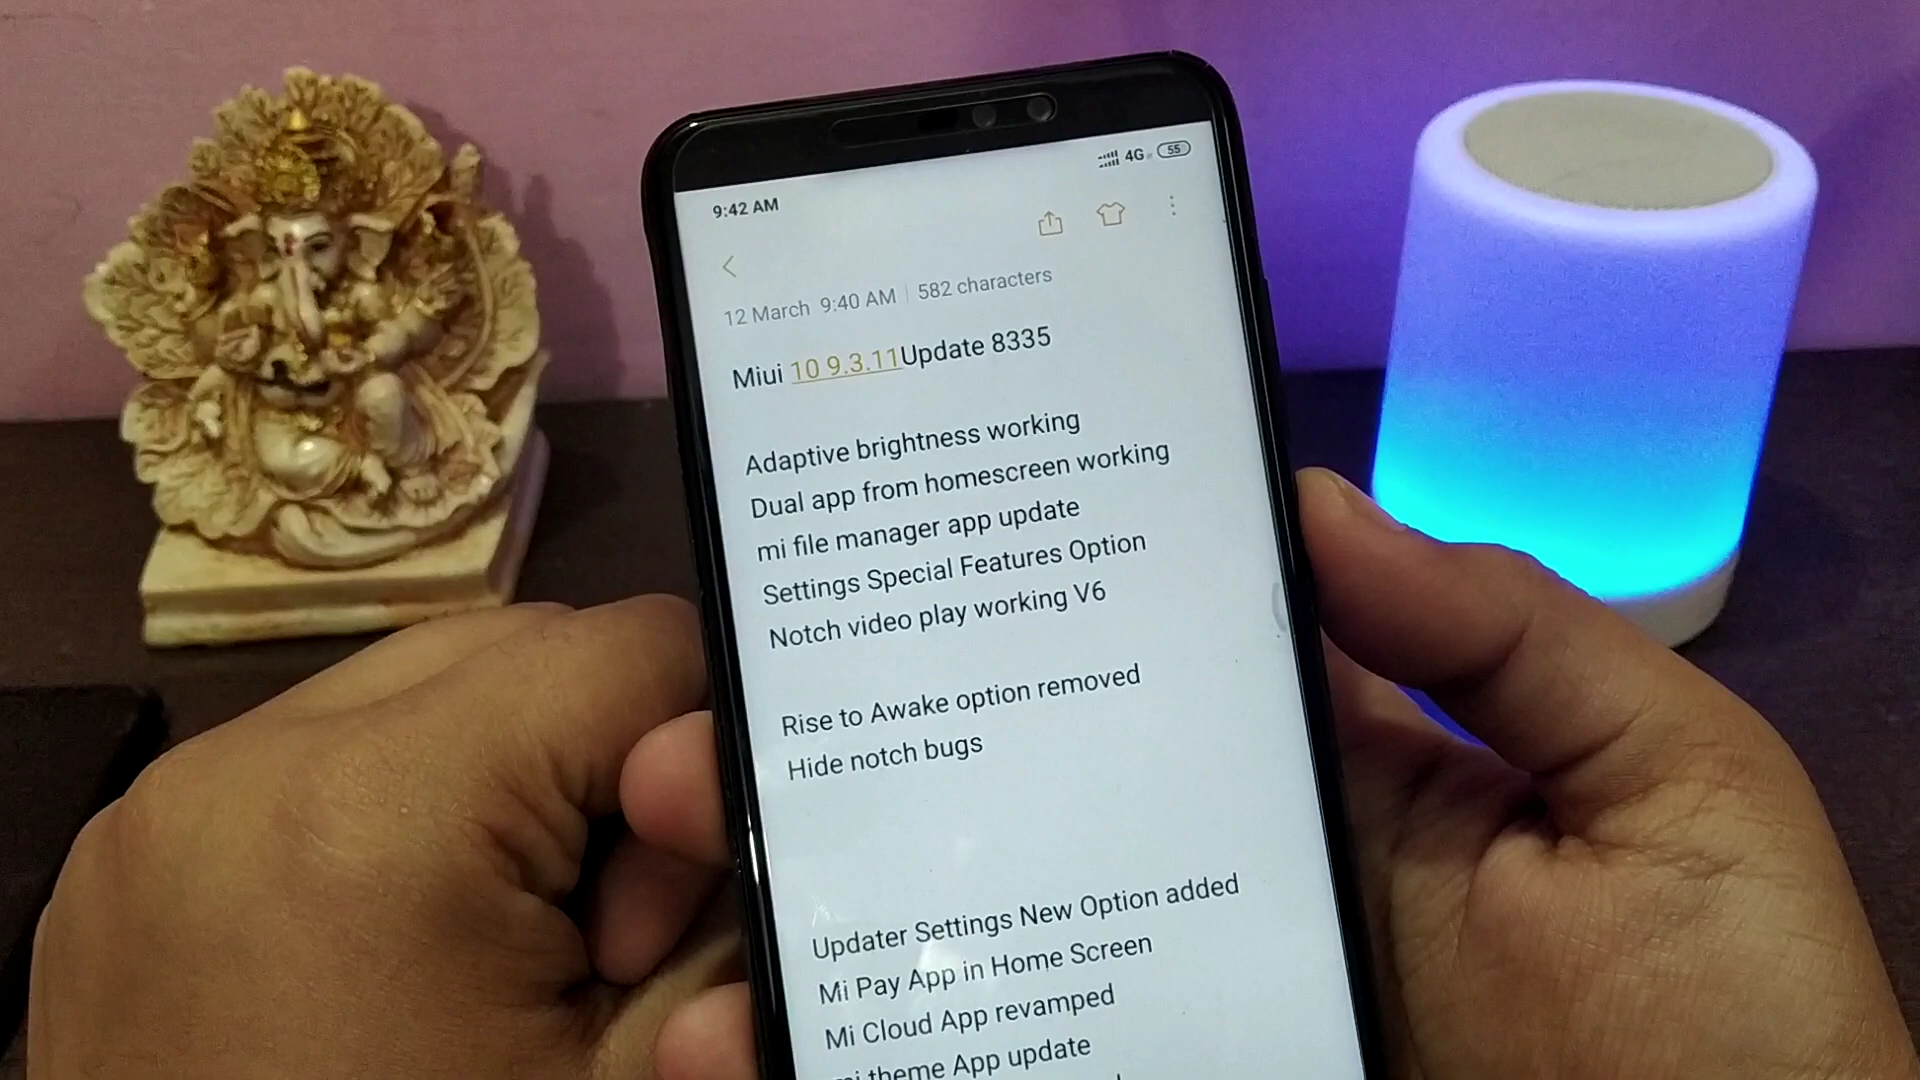 9:42 AM
4G 55
12 March 9:40 AM | 582 characters
Miui 10 9.3.11Update 8335
Adaptive brightness working
Dual app from homescreen working
mi file manager app update
Settings Special Features Option
Notch video play working V6
Rise to Awake option removed
Hide notch bugs
Updater Settings New Option added
Mi Pay App in Home Screen
Mi Cloud App revamped
mi theme App update